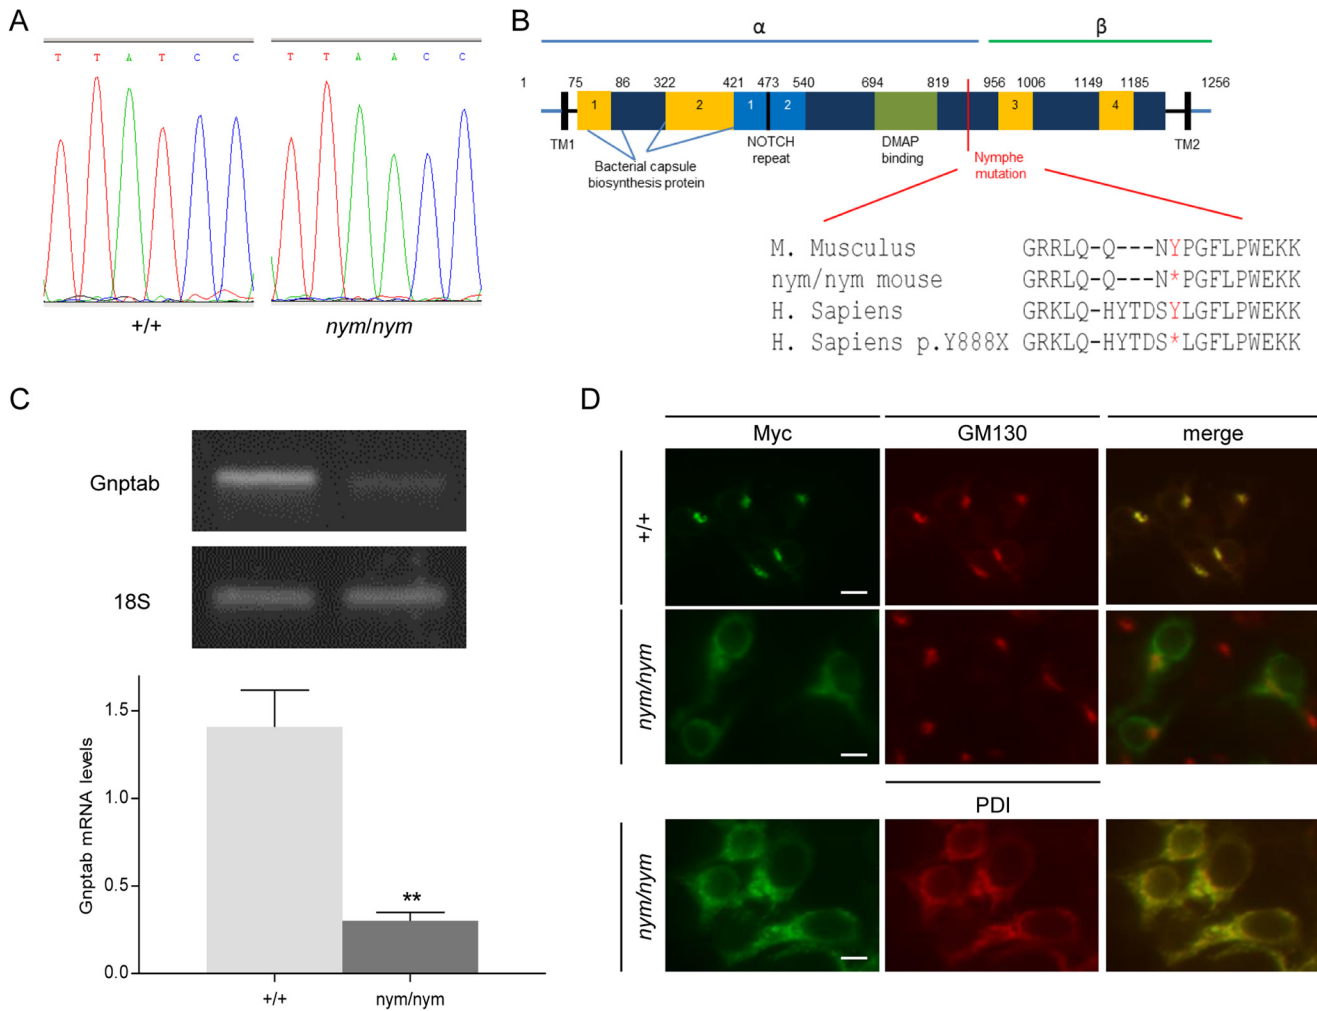 A
T T A T C C
T T A A C C
+/+
nym/nym
B
α
β
1 75 86 322 421 473 540 694 819 956 1006 1149 1185 1256
1 2 1 2 3 4
TM1
NOTCH
repeat
DMAP
binding
TM2
Bacterial capsule
biosynthesis protein
Nymphe
mutation
M. Musculus GRRLQ-Q---NYPGFLPWEKK
nym/nym mouse GRRLQ-Q---N*PGFLPWEKK
H. Sapiens GRKLQ-HYTDSYLGFLPWEKK
H. Sapiens p.Y888X GRKLQ-HYTDS*LGFLPWEKK
C
Gnptab
18S
Gnptab mRNA levels
1.5
1.0
0.5
0.0
**
+/+
nym/nym
D
Myc GM130 merge
+/+
nym/nym
PDI
nym/nym